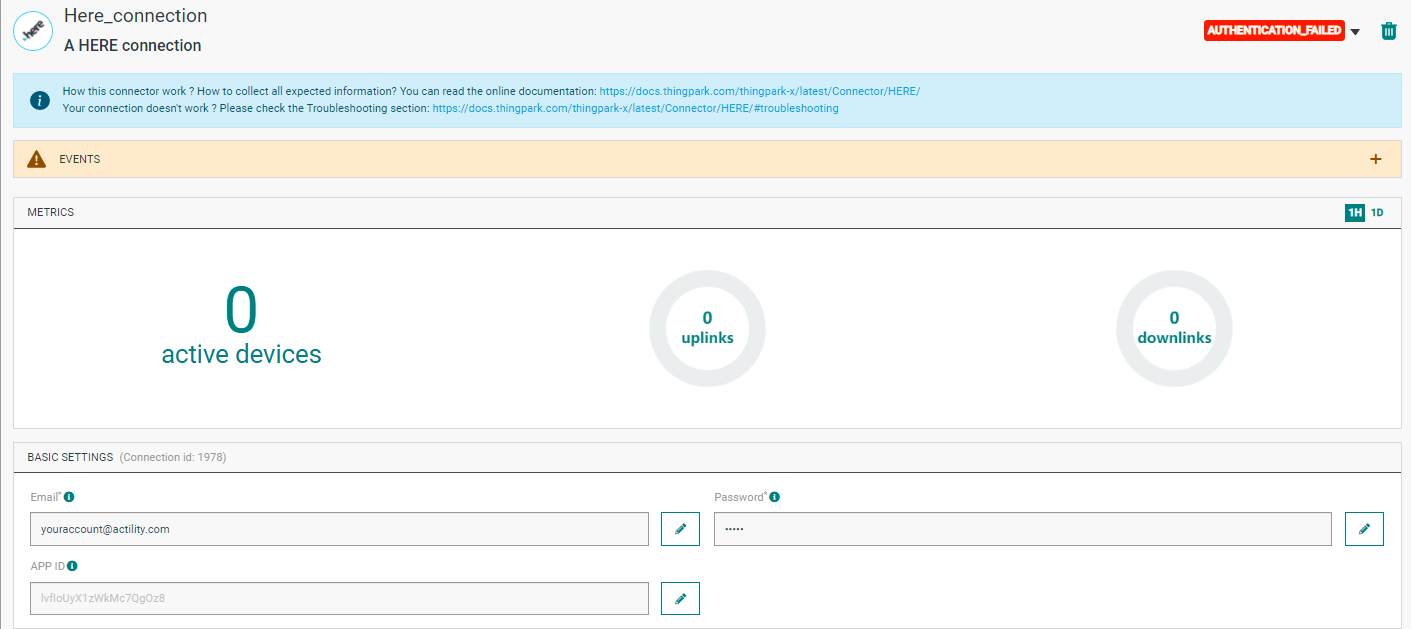 Here_connection
here
A HERE connection
AUTHENTICATION_FAILED
How this connector work ? How to collect all expected information? You can read the online documentation: https://docs.thingpark.com/thingpark-x/latest/Connector/HERE/
Your connection doesn't work ? Please check the Troubleshooting section: https://docs.thingpark.com/thingpark-x/latest/Connector/HERE/#troubleshooting
EVENTS
METRICS
1H 1D
0
active devices
0
uplinks
0
downlinks
BASIC SETTINGS (Connection id: 1978)
Email* Password*
youraccount@actility.com •••••
APP ID
lvfIoUyX1zWkMc7QgOz8